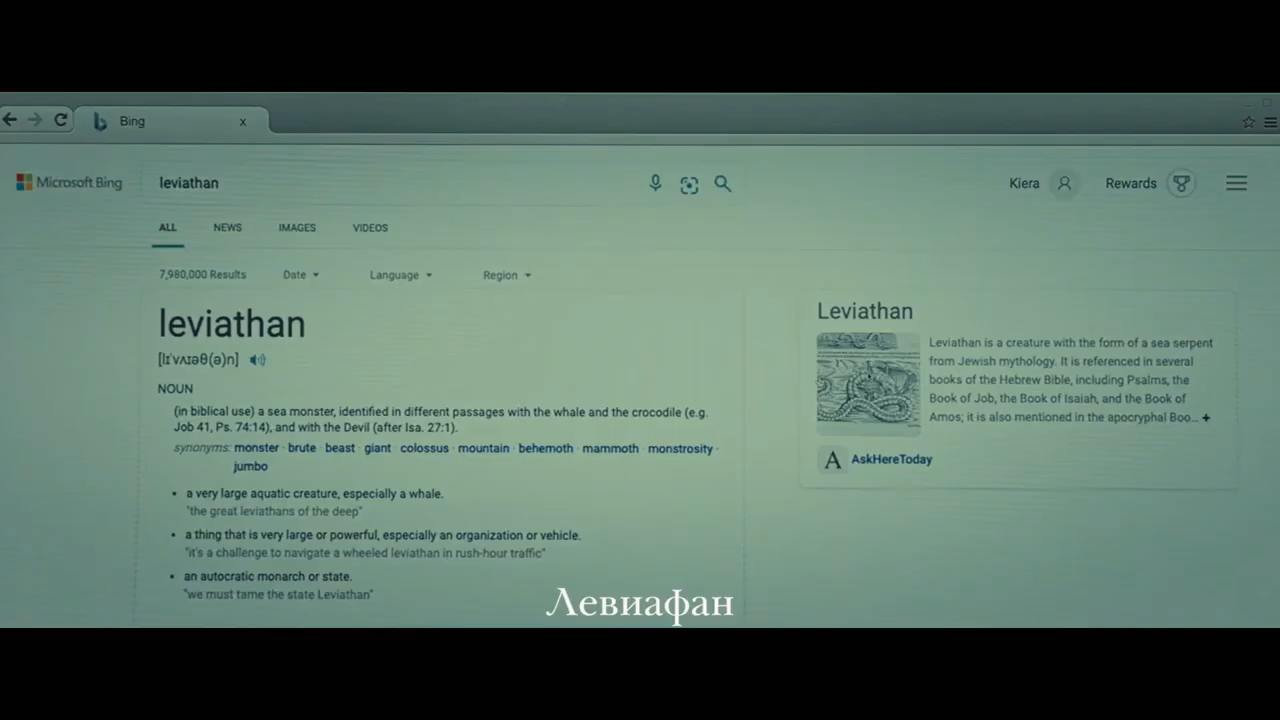 Bing x
Microsoft Bing leviathan Kiera Rewards
ALL NEWS IMAGES VIDEOS
7,980,000 Results Date Language Region
leviathan
[lɪˈvʌɪəθ(ə)n]
NOUN
(in biblical use) a sea monster, identified in different passages with the whale and the crocodile (e.g.
Job 41, Ps. 74:14), and with the Devil (after Isa. 27:1).
synonyms: monster · brute · beast · giant · colossus · mountain · behemoth · mammoth · monstrosity ·
jumbo
• a very large aquatic creature, especially a whale.
"the great leviathans of the deep"
• a thing that is very large or powerful, especially an organization or vehicle.
"it's a challenge to navigate a wheeled leviathan in rush-hour traffic"
• an autocratic monarch or state.
"we must tame the state Leviathan"
Leviathan
Leviathan is a creature with the form of a sea serpent
from Jewish mythology. It is referenced in several
books of the Hebrew Bible, including Psalms, the
Book of Job, the Book of Isaiah, and the Book of
Amos; it is also mentioned in the apocryphal Boo... +
A AskHereToday
Левиафан